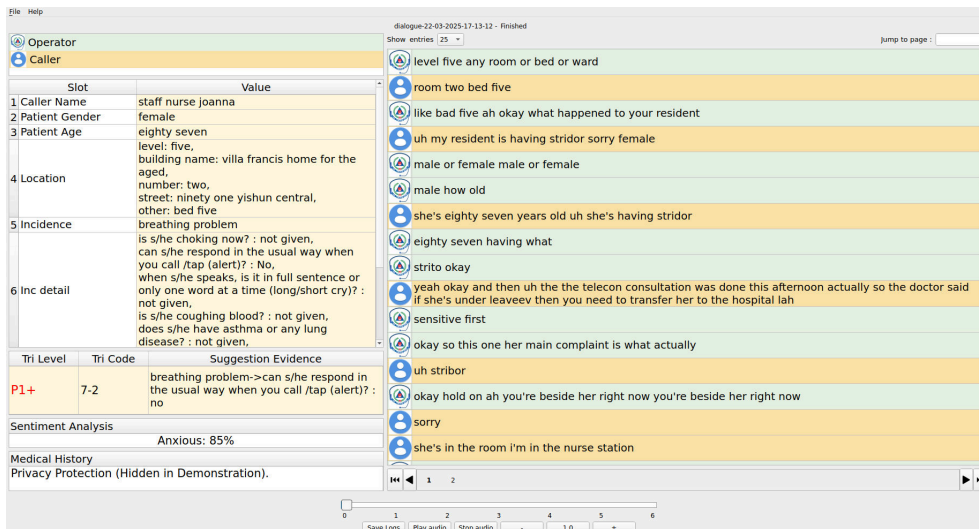 File Help
dialogue-22-03-2025-17-13-12 - Finished
Operator
Caller
Slot Value
1 Caller Name staff nurse joanna
2 Patient Gender female
3 Patient Age eighty seven
4 Location
level: five,
building name: villa francis home for the
aged,
number: two,
street: ninety one yishun central,
other: bed five
5 Incidence breathing problem
6 Inc detail
is s/he choking now? : not given,
can s/he respond in the usual way when
you call /tap (alert)? : No,
when s/he speaks, is it in full sentence or
only one word at a time (long/short cry)? :
not given,
is s/he coughing blood? : not given,
does s/he have asthma or any lung
disease? : not given,
Tri Level Tri Code Suggestion Evidence
P1+ 7-2
breathing problem->can s/he respond in
the usual way when you call /tap (alert)? :
no
Sentiment Analysis
Anxious: 85%
Medical History
Privacy Protection (Hidden in Demonstration).
Show entries 25 Jump to page :
level five any room or bed or ward
room two bed five
like bad five ah okay what happened to your resident
uh my resident is having stridor sorry female
male or female male or female
male how old
she's eighty seven years old uh she's having stridor
eighty seven having what
strito okay
yeah okay and then uh the the telecon consultation was done this afternoon actually so the doctor said
if she's under leaveev then you need to transfer her to the hospital lah
sensitive first
okay so this one her main complaint is what actually
uh stribor
okay hold on ah you're beside her right now you're beside her right now
sorry
she's in the room i'm in the nurse station
1 2
0 1 2 3 4 5 6
Save Logs Play audio Stop audio - 1.0 +